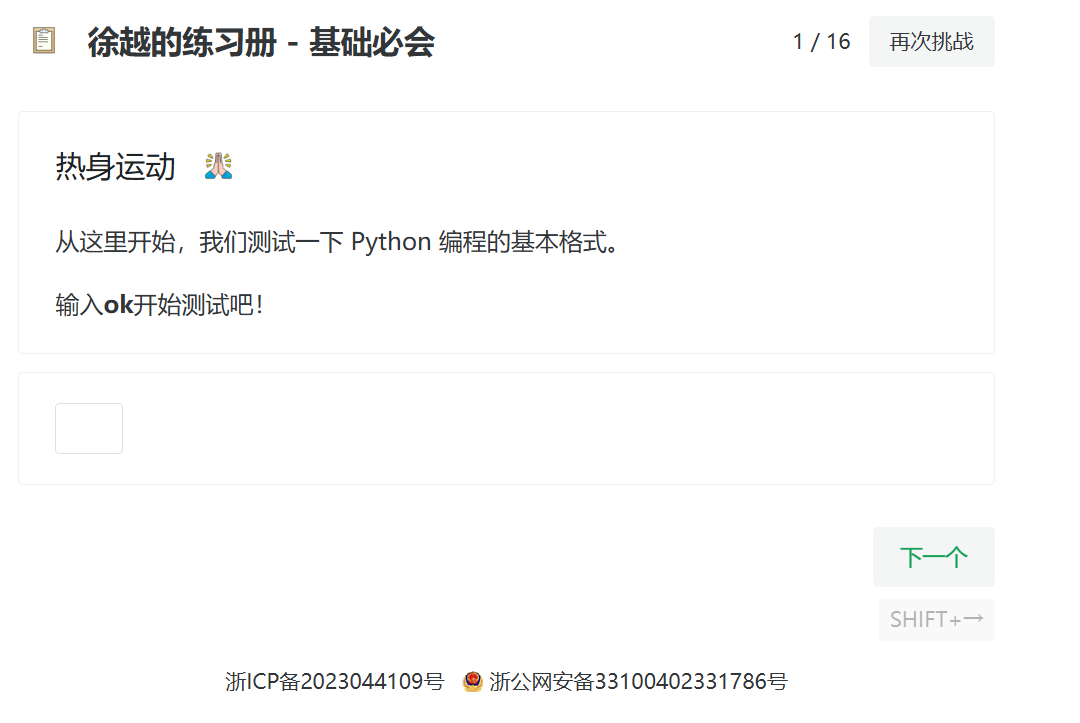 徐越的练习册 - 基础必会
1 / 16
再次挑战
热身运动
从这里开始，我们测试一下 Python 编程的基本格式。
输入ok开始测试吧！
下一个
SHIFT+→
浙ICP备2023044109号 浙公网安备33100402331786号